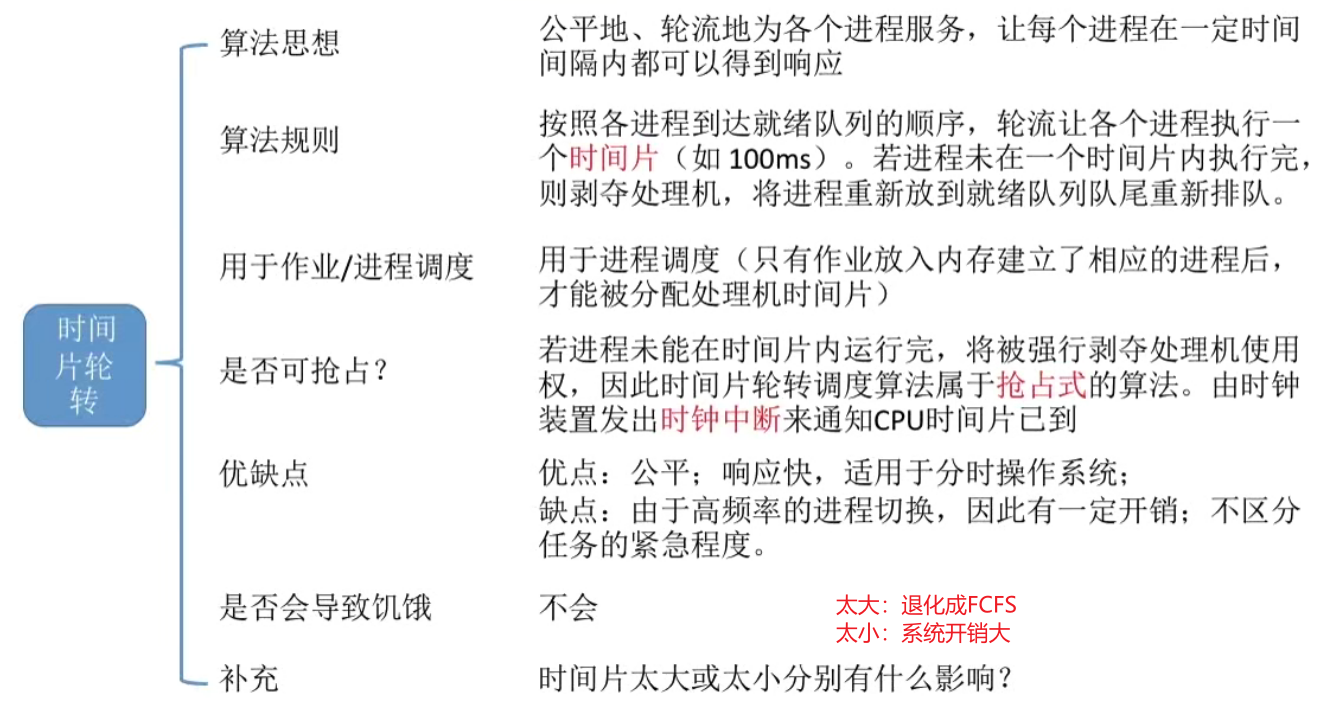 时间
片轮
转
算法思想
公平地、轮流地为各个进程服务，让每个进程在一定时间
间隔内都可以得到响应
算法规则
按照各进程到达就绪队列的顺序，轮流让各个进程执行一
个时间片（如 100ms）。若进程未在一个时间片内执行完，
则剥夺处理机，将进程重新放到就绪队列队尾重新排队。
用于作业/进程调度
用于进程调度（只有作业放入内存建立了相应的进程后，
才能被分配处理机时间片）
是否可抢占？
若进程未能在时间片内运行完，将被强行剥夺处理机使用
权，因此时间片轮转调度算法属于抢占式的算法。由时钟
装置发出时钟中断来通知CPU时间片已到
优缺点
优点：公平；响应快，适用于分时操作系统；
缺点：由于高频率的进程切换，因此有一定开销；不区分
任务的紧急程度。
是否会导致饥饿
不会
太大：退化成FCFS
太小：系统开销大
补充
时间片太大或太小分别有什么影响？